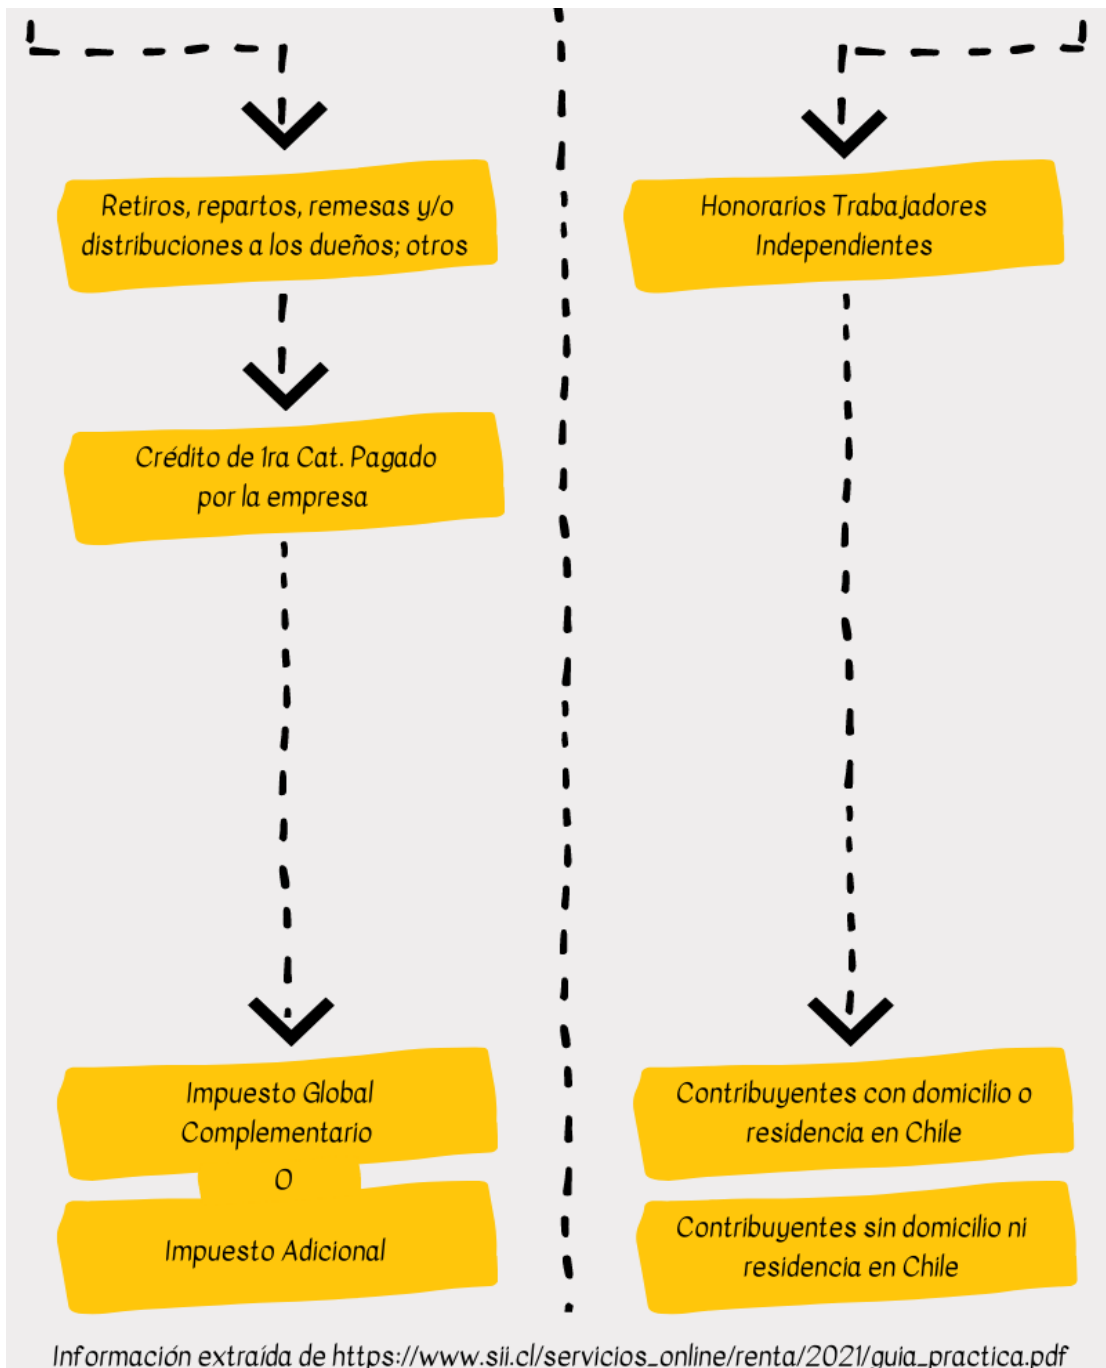 Retiros, repartos, remesas y/o
distribuciones a los dueños; otros
Crédito de 1ra Cat. Pagado
por la empresa
Impuesto Global
Complementario
O
Impuesto Adicional
Honorarios Trabajadores
Independientes
Contribuyentes con domicilio o
residencia en Chile
Contribuyentes sin domicilio ni
residencia en Chile
Información extraída de https://www.sii.cl/servicios_online/renta/2021/guia_practica.pdf